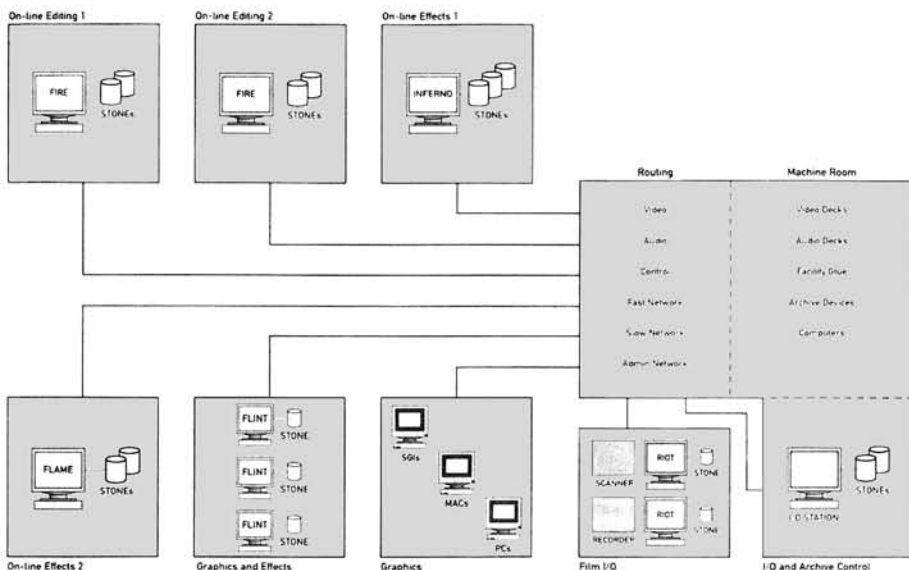 On-line Editing 1
On-line Editing 2
On-line Effects 1
FIRE
STONEs
FIRE
STONEs
INFERNO
STONEs
Routing
Machine Room
Video
Video Decks
Audio
Audio Decks
Control
Facility Glue
Fast Network
Archive Devices
Slow Network
Computers
Admin Network
FLAME
STONEs
FLINT
STONE
FLINT
STONE
FLINT
STONE
SGIs
MACs
PCs
SCANNER
RIOT
STONE
RECORDER
RIOT
STONE
I/O STATION
STONEs
On-line Effects 2
Graphics and Effects
Graphics
Film I/O
I/O and Archive Control